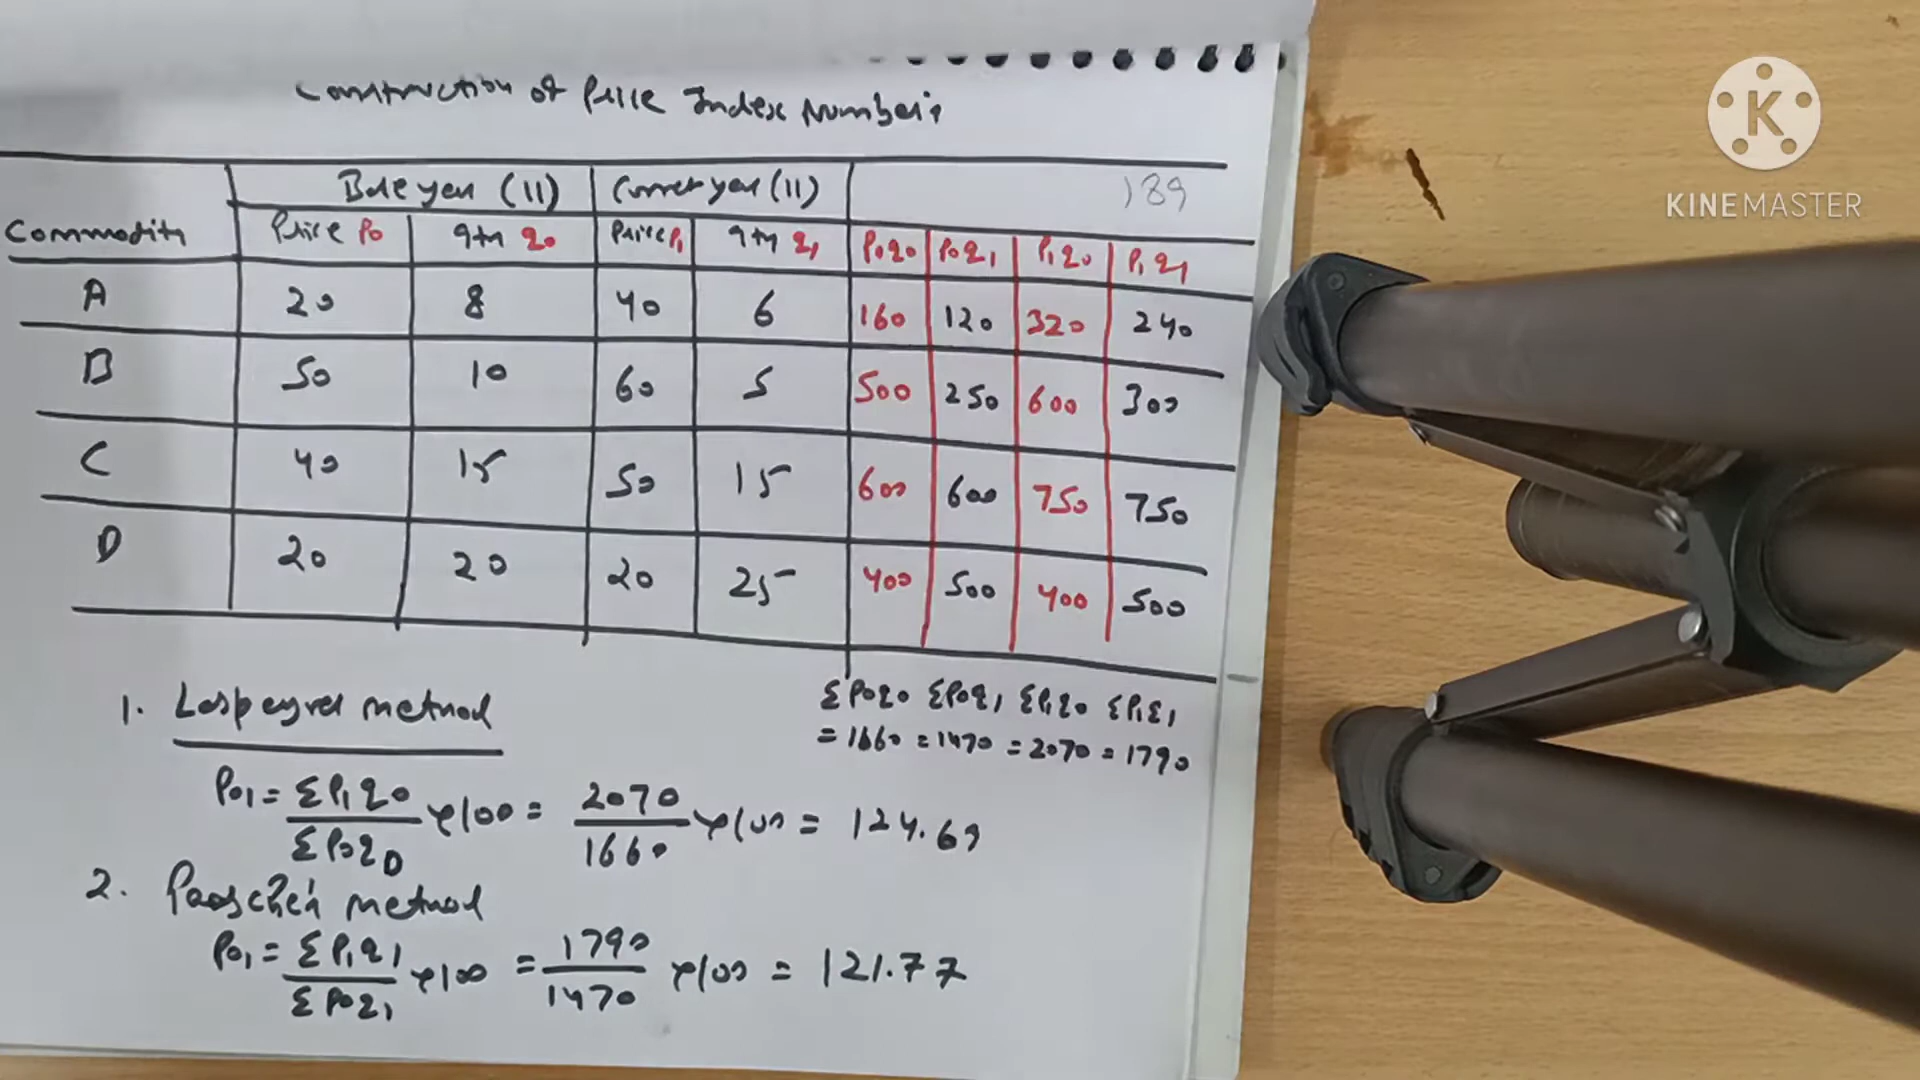 Construction of Price Index Numbers
Base year (11) Current year (11) 189
Commodity Price P0 qty q0 Price P1 qty q1 P0q0 P0q1 P1q0 P1q1
A 20 8 40 6 160 120 320 240
B 50 10 60 5 500 250 600 300
C 40 15 50 15 600 600 750 750
D 20 20 20 25 400 500 400 500
ΣP0q0 ΣP0q1 ΣP1q0 ΣP1q1
=1660 =1470 =2070 =1790
1. Laspeyres method
P01 = ΣP1q0 / ΣP0q0 ×100 = 2070 / 1660 ×100 = 124.69
2. Paasche's method
P01 = ΣP1q1 / ΣP0q1 ×100 = 1790 / 1470 ×100 = 121.77
K
KINEMASTER